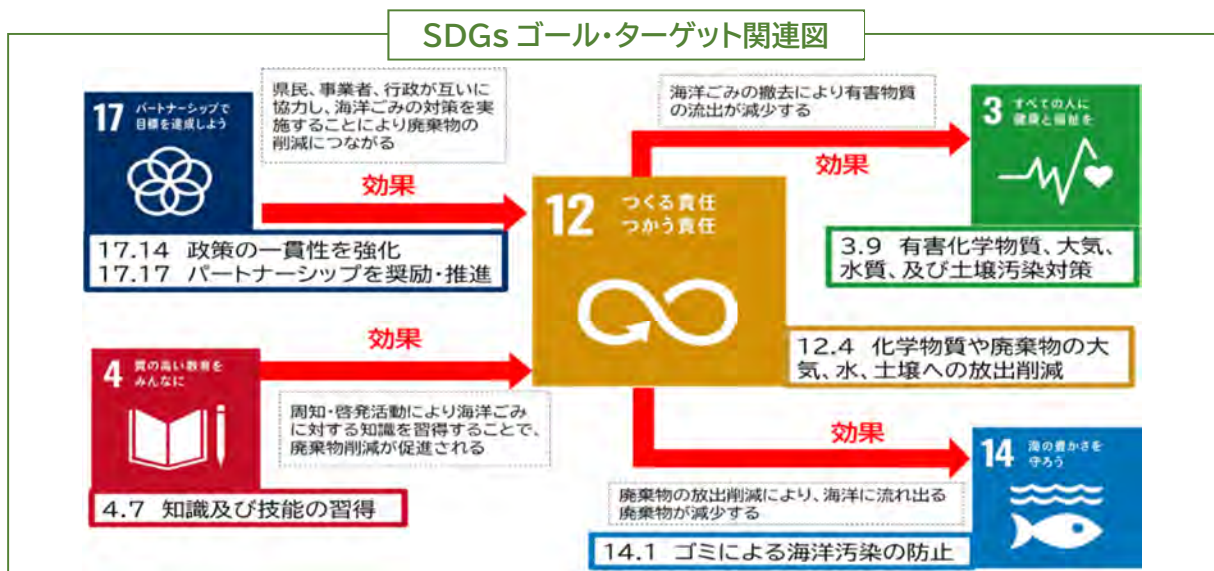 SDGs ゴール・ターゲット関連図
17 パートナーシップで
目標を達成しよう
県民、事業者、行政が互いに
協力し、海洋ごみの対策を実
施することにより廃棄物の
削減につながる
効果
17.14 政策の一貫性を強化
17.17 パートナーシップを奨励・推進
4 質の高い教育を
みんなに
効果
周知・啓発活動により海洋ごみ
に対する知識を習得することで、
廃棄物削減が促進される
4.7 知識及び技能の習得
12 つくる責任
つかう責任
12.4 化学物質や廃棄物の大
気、水、土壌への放出削減
海洋ごみの撤去により有害物質
の流出が減少する
効果
3 すべての人に
健康と福祉を
3.9 有害化学物質、大気、
水質、及び土壌汚染対策
効果
廃棄物の放出削減により、海洋に流れ出る
廃棄物が減少する
14 海の豊かさを
守ろう
14.1 ゴミによる海洋汚染の防止